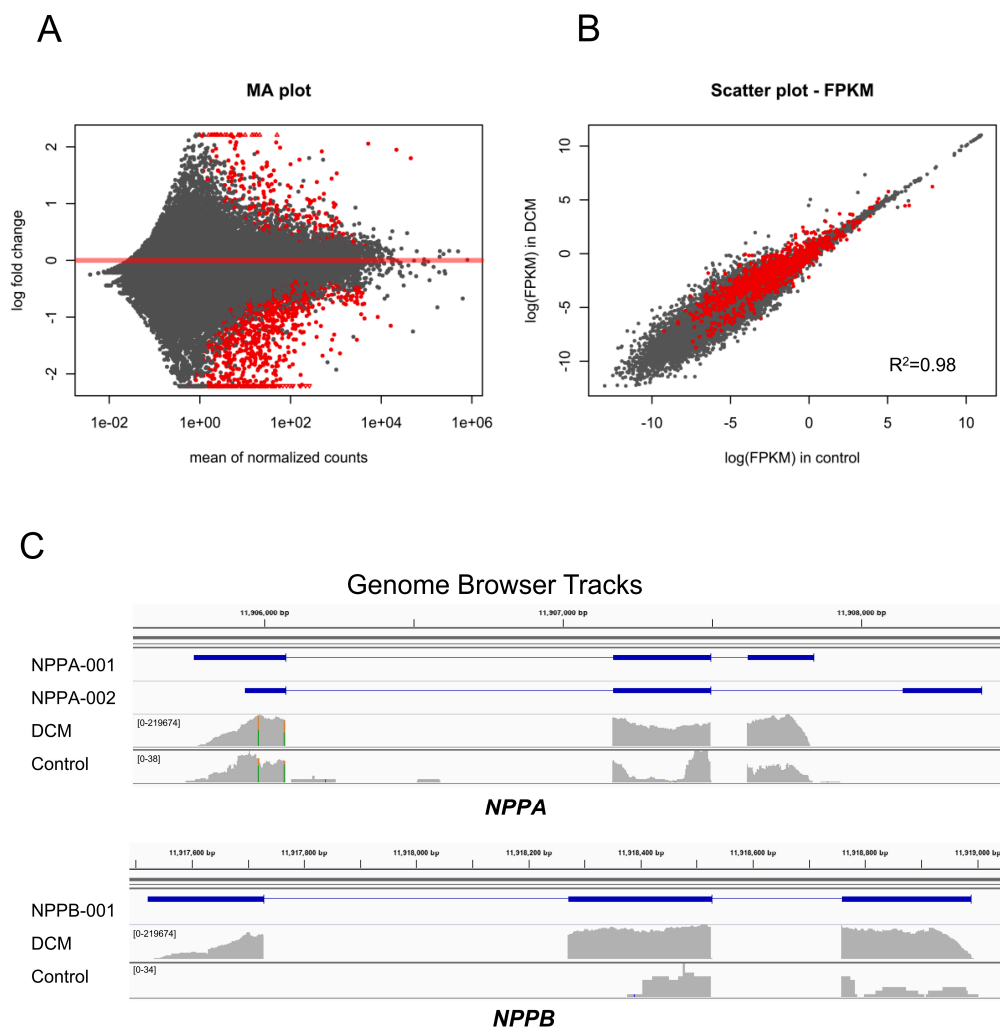 A
B
MA plot
Scatter plot - FPKM
log fold change
2
1
0
-1
-2
1e-02 1e+00 1e+02 1e+04 1e+06
mean of normalized counts
log(FPKM) in DCM
10
5
0
-5
-10
R²=0.98
-10 -5 0 5 10
log(FPKM) in control
C
Genome Browser Tracks
11,906,000 bp 11,907,000 bp 11,908,000 bp
NPPA-001
NPPA-002
DCM [0-219674]
Control [0-38]
NPPA
11,917,600 bp 11,917,800 bp 11,918,000 bp 11,918,200 bp 11,918,400 bp 11,918,600 bp 11,918,800 bp 11,919,000 bp
NPPB-001
DCM [0-219674]
Control [0-34]
NPPB